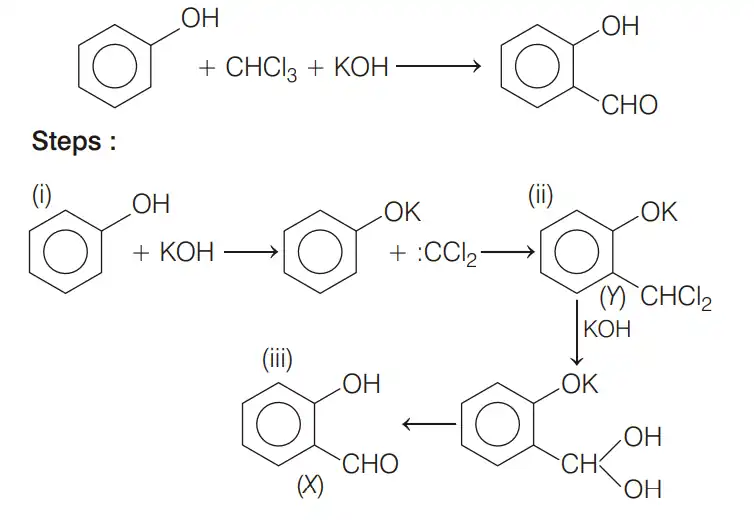 OH
+ CHCl₃ + KOH
OH
CHO
Steps :
(i)
OH
+ KOH
OK
+ :CCl₂
(ii)
OK
(Y) CHCl₂
KOH
(iii)
OH
CHO
(X)
OK
CH
OH
OH